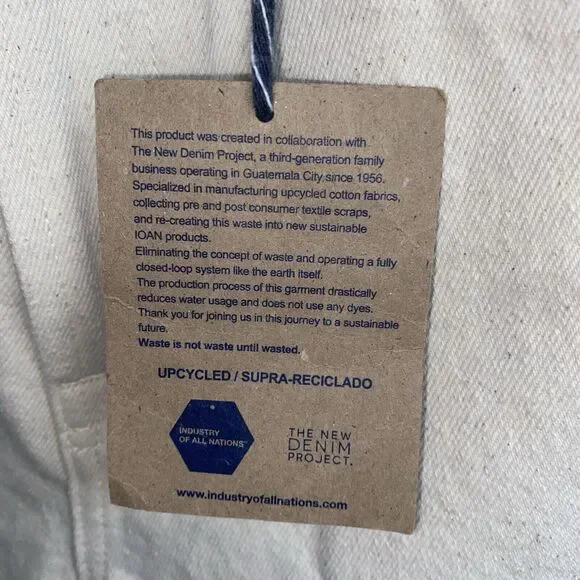 This product was created in collaboration with
The New Denim Project, a third-generation family
business operating in Guatemala City since 1956.
Specialized in manufacturing upcycled cotton fabrics,
collecting pre and post consumer textile scraps,
and re-creating this waste into new sustainable
IOAN products.
Eliminating the concept of waste and operating a fully
closed-loop system like the earth itself.
The production process of this garment drastically
reduces water usage and does not use any dyes.
Thank you for joining us in this journey to a sustainable
future.
Waste is not waste until wasted.
UPCYCLED / SUPRA-RECICLADO
INDUSTRY
OF ALL NATIONS™
THE NEW
DENIM
PROJECT.
www.industryofallnations.com